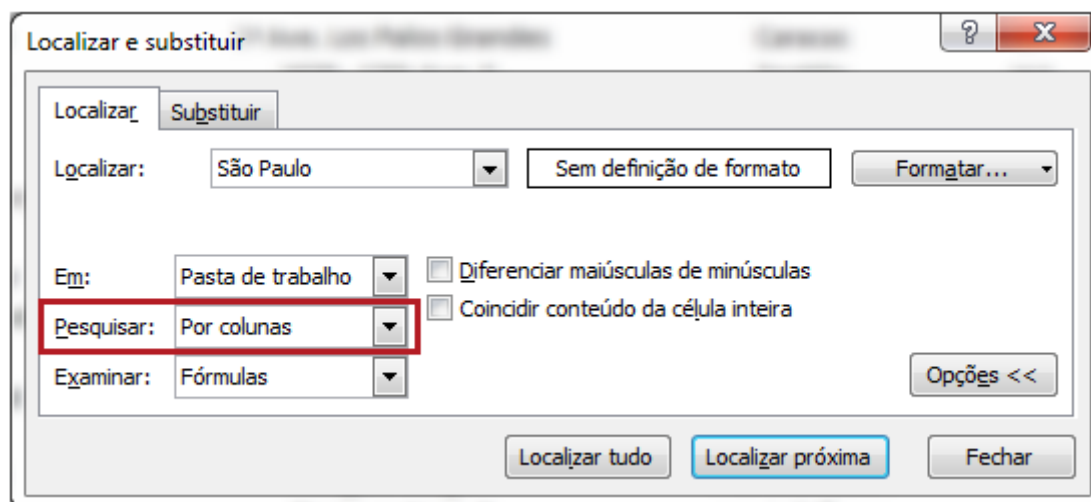 Localizar e substituir
Localizar Substituir
Localizar: São Paulo Sem definição de formato Formatar...
Em: Pasta de trabalho Diferenciar maiúsculas de minúsculas
Pesquisar: Por colunas Coincidir conteúdo da célula inteira
Examinar: Fórmulas Opções <<
Localizar tudo Localizar próxima Fechar